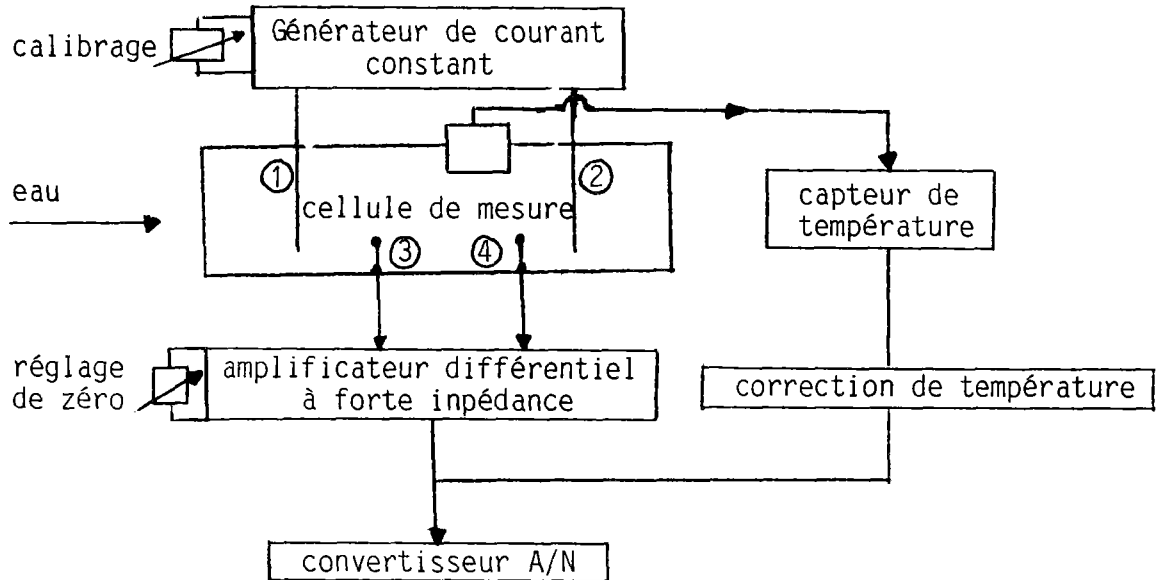 calibrage
Générateur de courant
constant
eau
①
②
cellule de mesure
③
④
capteur de
température
réglage
de zéro
amplificateur différentiel
à forte inpédance
correction de température
convertisseur A/N